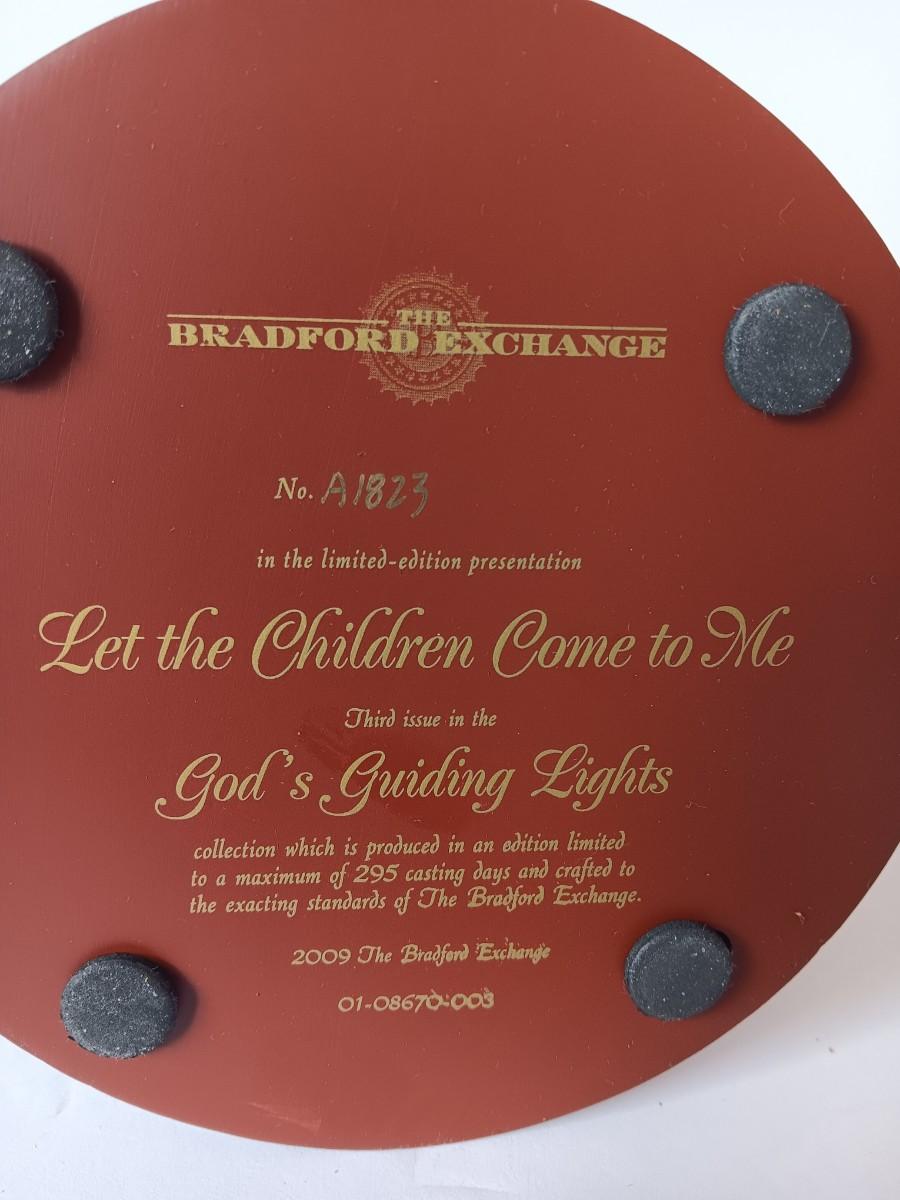 THE
BRADFORD EXCHANGE
No. A1823
in the limited-edition presentation
Let the Children Come to Me
Third issue in the
God's Guiding Lights
collection which is produced in an edition limited
to a maximum of 295 casting days and crafted to
the exacting standards of The Bradford Exchange.
2009 The Bradford Exchange
01-08670-003